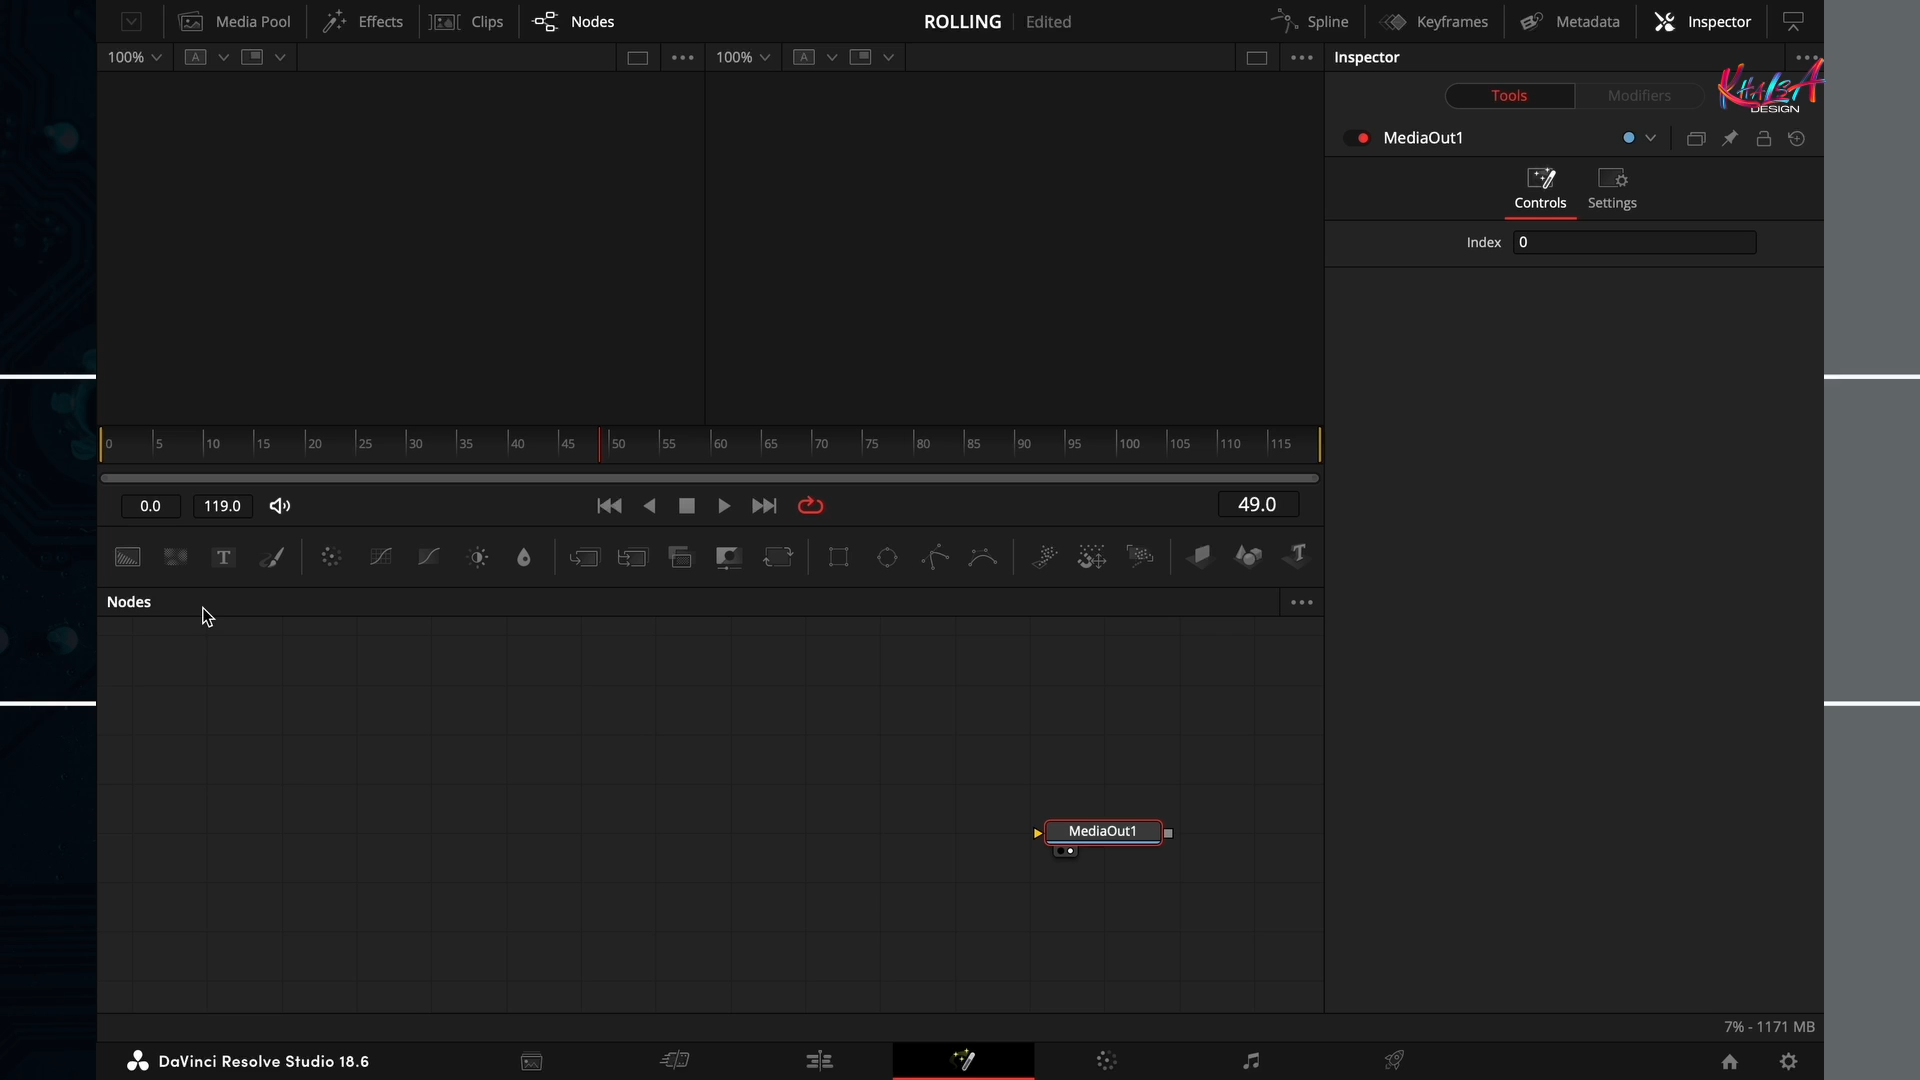 Media Pool
Effects
Clips
Nodes
ROLLING
Edited
Spline
Keyframes
Metadata
Inspector
100%
A
100%
A
Inspector
KHALSA
DESIGN
Tools
Modifiers
MediaOut1
Controls
Settings
Index
0
0 5 10 15 20 25 30 35 40 45 50 55 60 65 70 75 80 85 90 95 100 105 110 115
0.0
119.0
49.0
T
T
Nodes
MediaOut1
7% - 1171 MB
DaVinci Resolve Studio 18.6